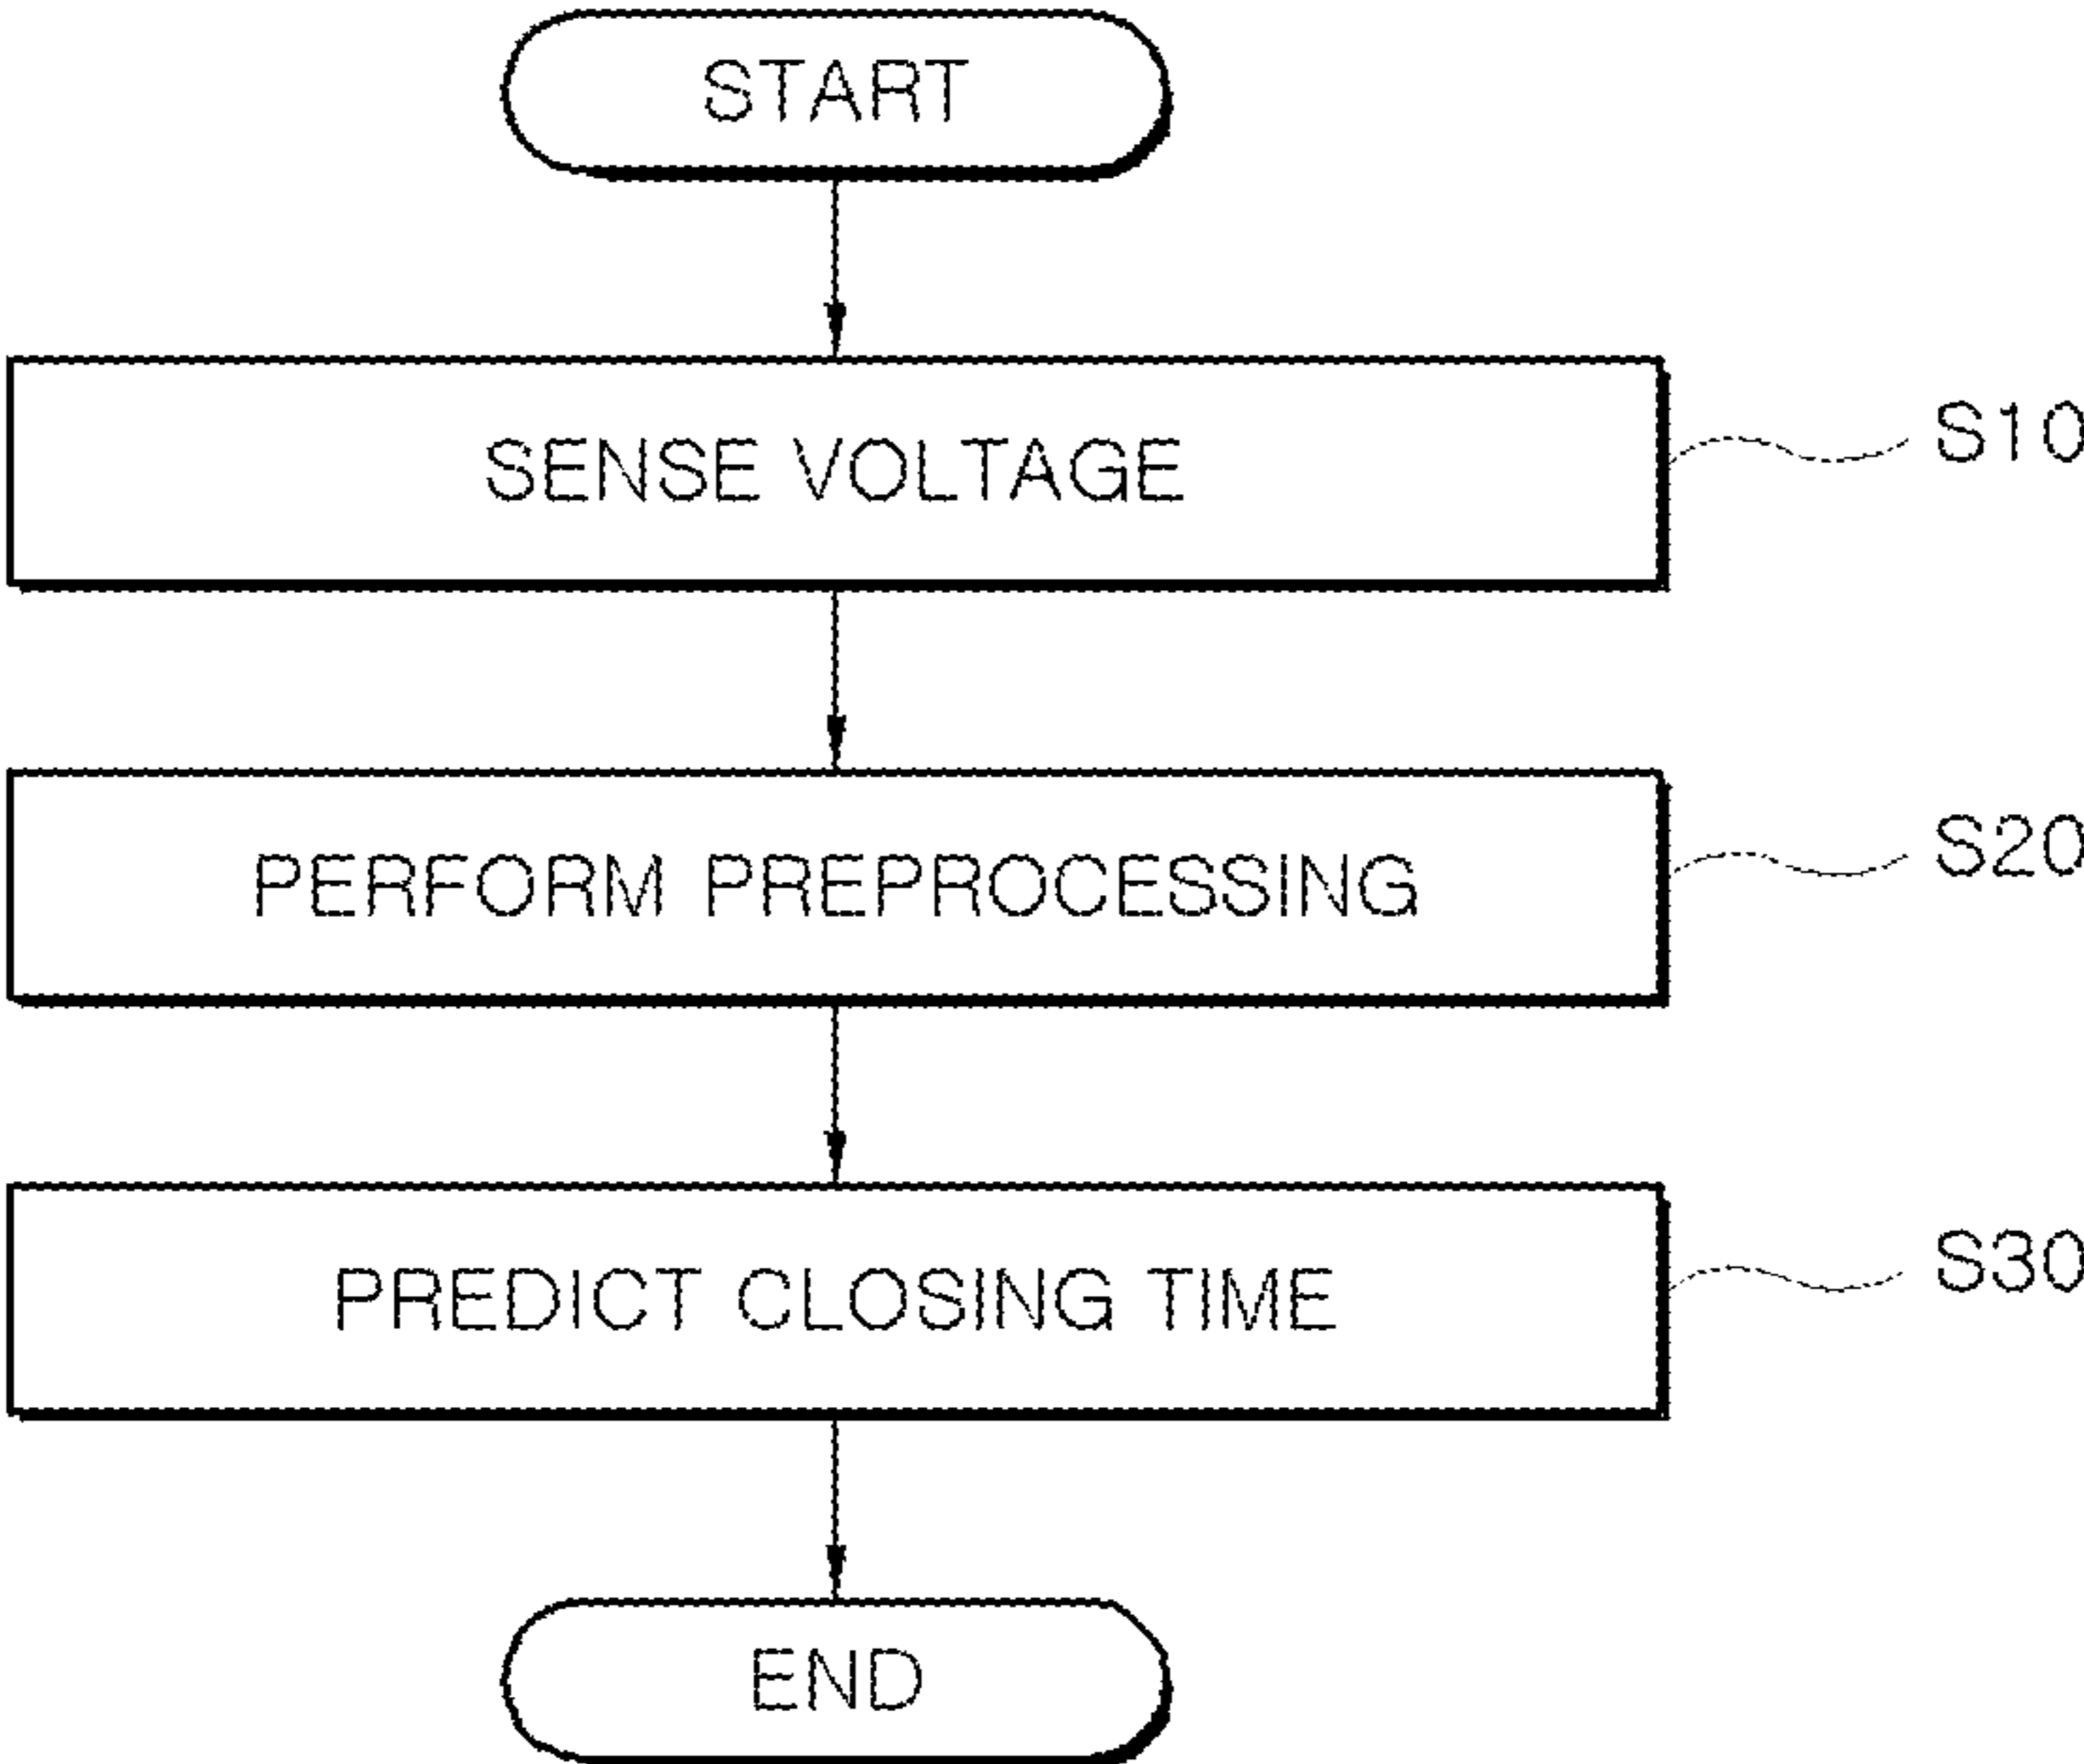 START
SENSE VOLTAGE
S10
PERFORM PREPROCESSING
S20
PREDICT CLOSING TIME
S30
END